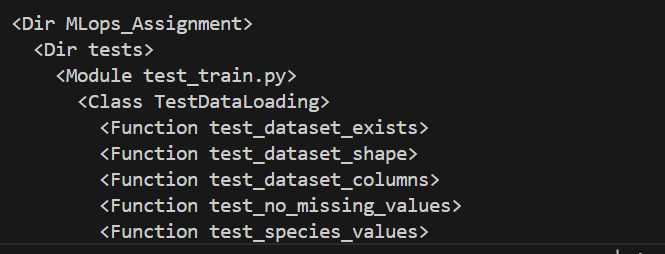 <Dir MLops_Assignment>
  <Dir tests>
    <Module test_train.py>
      <Class TestDataLoading>
        <Function test_dataset_exists>
        <Function test_dataset_shape>
        <Function test_dataset_columns>
        <Function test_no_missing_values>
        <Function test_species_values>